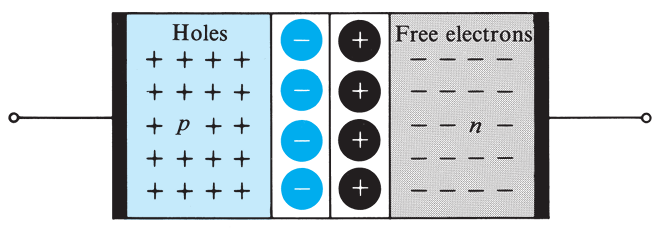 Holes
Free electrons
+ + + +
− − − −
+ + + +
− − − −
+ p + +
− − n −
+ + + +
− − − −
+ + + +
− − − −
−
+
−
+
−
+
−
+